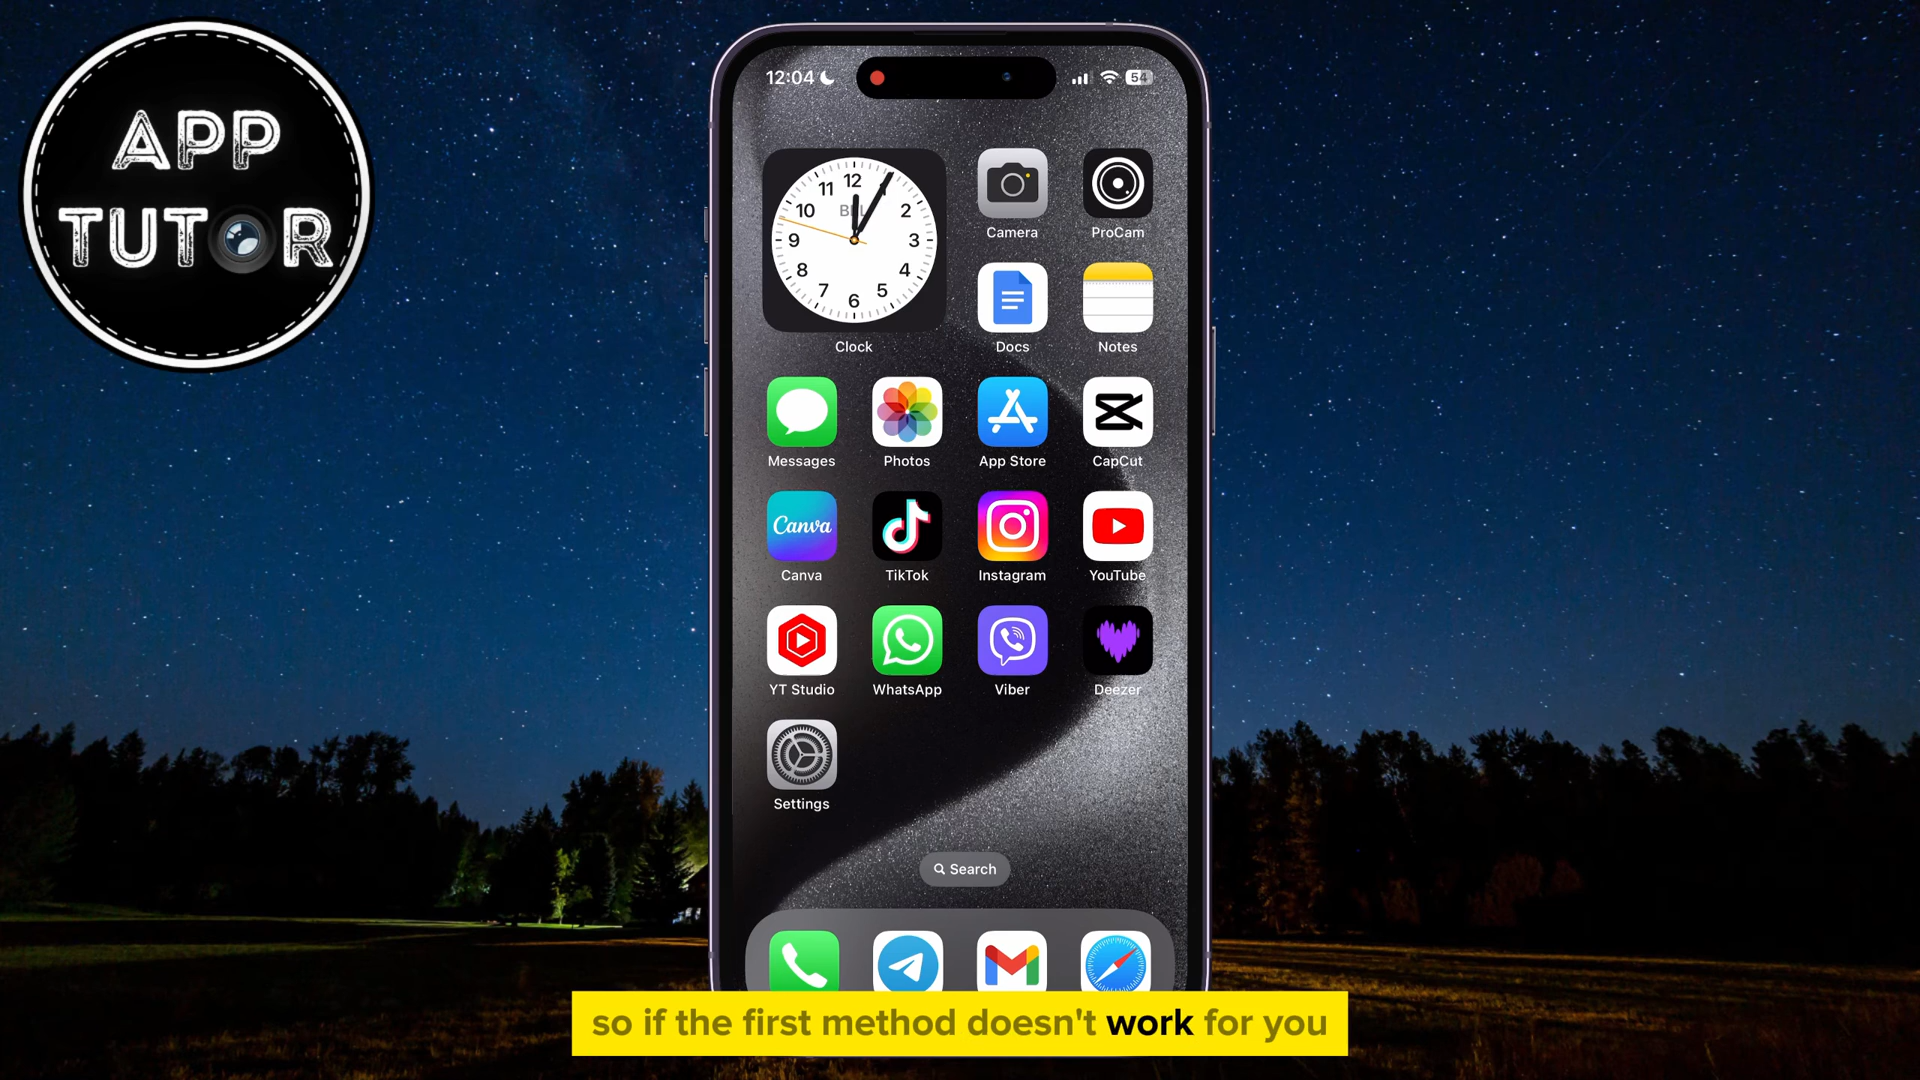 APP
TUTOR
12:04
54
12
11
10
2
9
3
8
4
7
5
6
Clock
Camera
ProCam
Docs
Notes
Messages
Photos
App Store
CapCut
Canva
Canva
TikTok
Instagram
YouTube
YT Studio
WhatsApp
Viber
Deezer
Settings
Search
so if the first method doesn't work for you